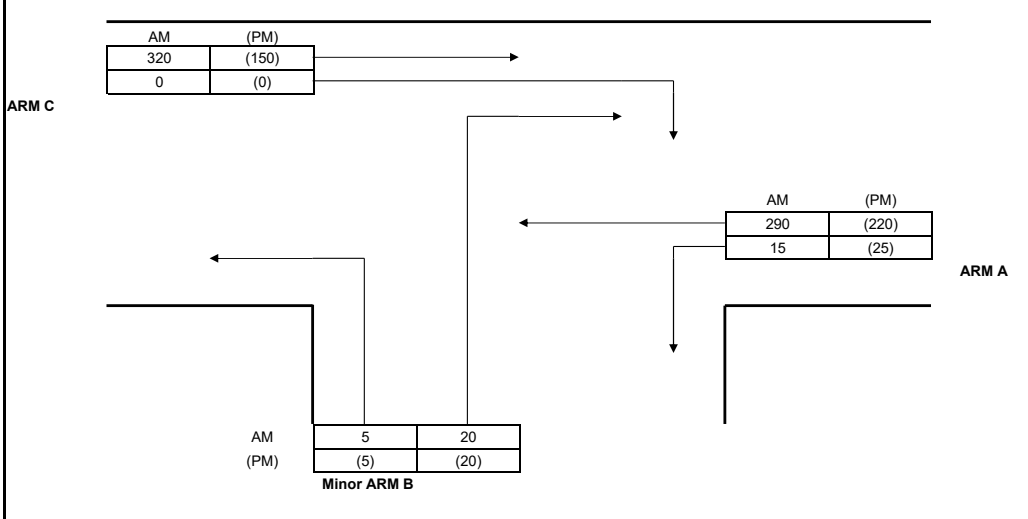 AM (PM)
320 (150)
0 (0)
ARM C
AM (PM)
290 (220)
15 (25)
ARM A
AM 5 20
(PM) (5) (20)
Minor ARM B